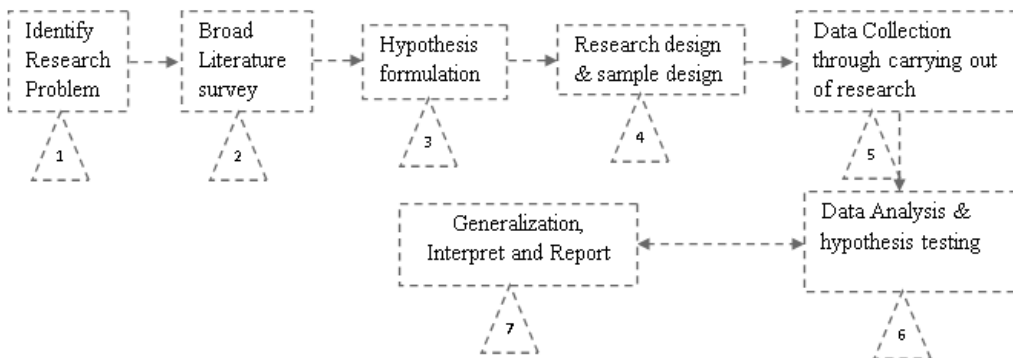 Identify
Research
Problem
1
Broad
Literature
survey
2
Hypothesis
formulation
3
Research design
& sample design
4
Data Collection
through carrying out
of research
5
Data Analysis &
hypothesis testing
6
Generalization,
Interpret and Report
7